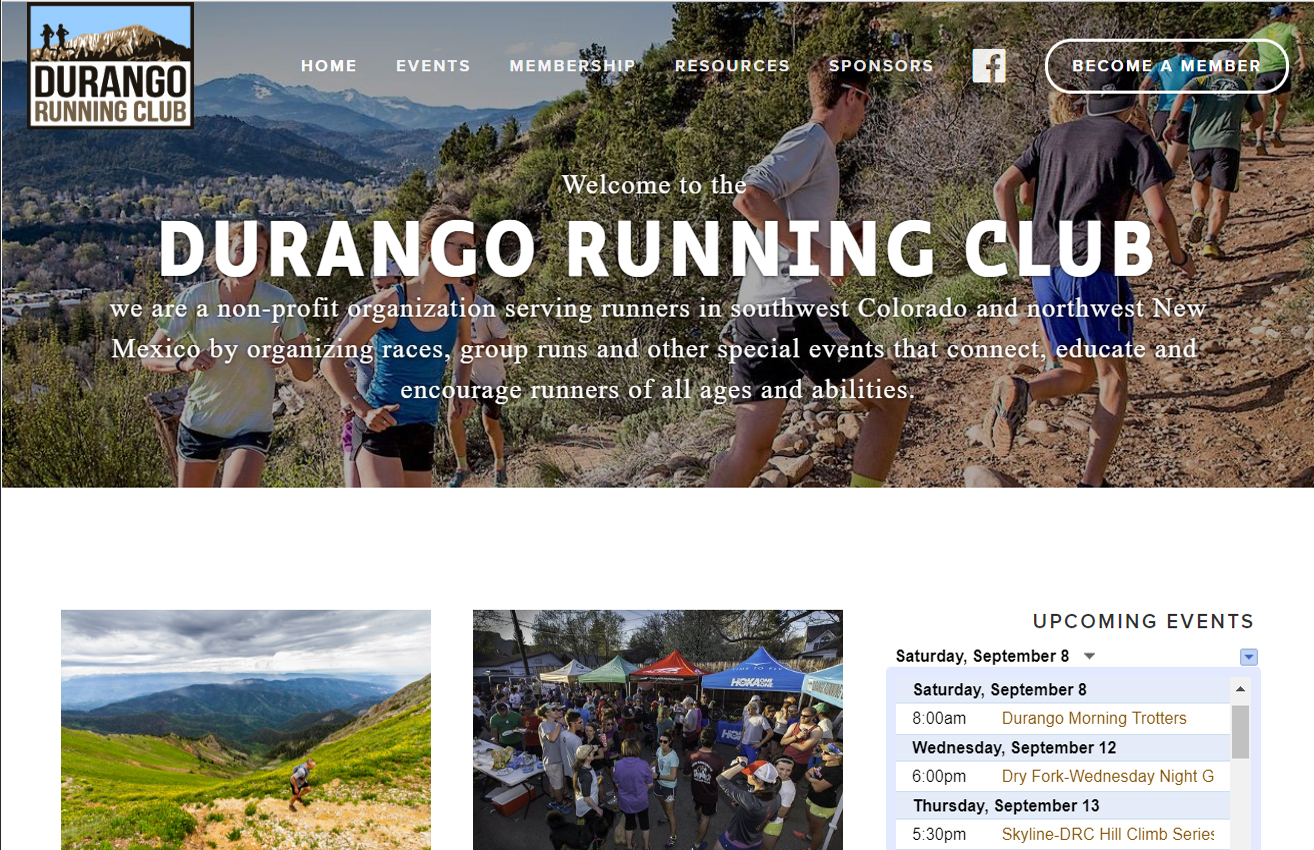 DURANGO
RUNNING CLUB
HOME EVENTS MEMBERSHIP RESOURCES SPONSORS f BECOME A MEMBER
Welcome to the
DURANGO RUNNING CLUB
we are a non-profit organization serving runners in southwest Colorado and northwest New
Mexico by organizing races, group runs and other special events that connect, educate and
encourage runners of all ages and abilities.
UPCOMING EVENTS
Saturday, September 8
Saturday, September 8
8:00am Durango Morning Trotters
Wednesday, September 12
6:00pm Dry Fork-Wednesday Night G
Thursday, September 13
5:30pm Skyline-DRC Hill Climb Series
TIME TO FLY
HOKA ONE ONE